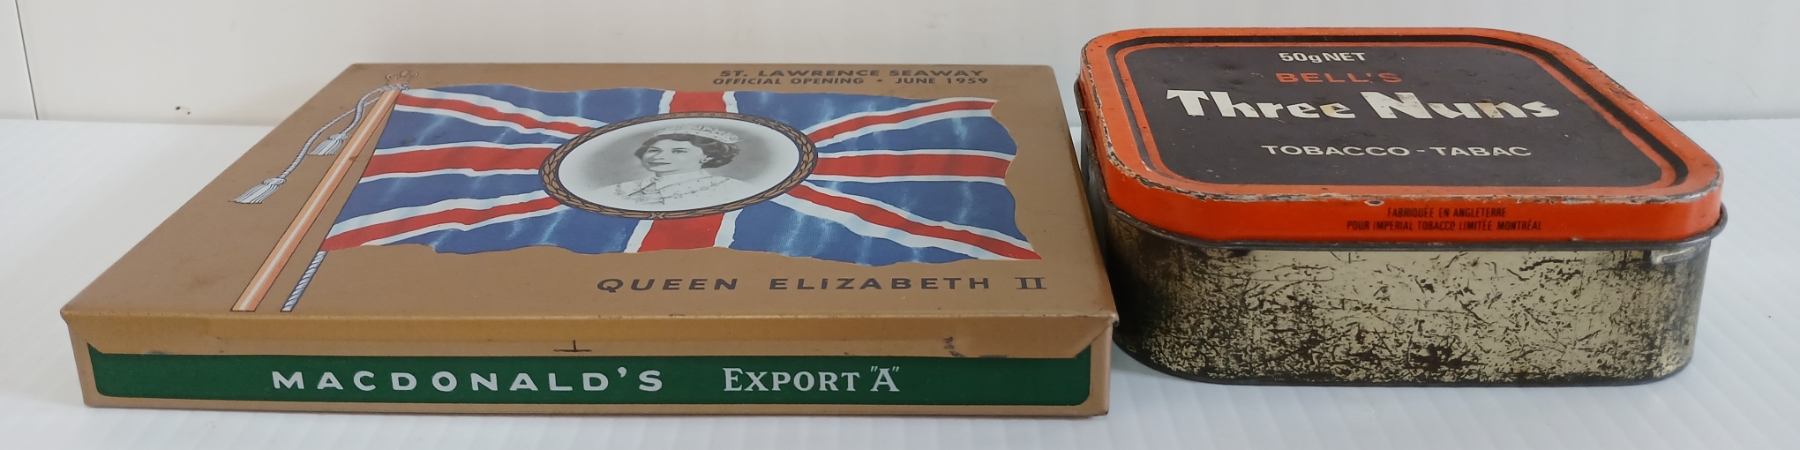 ST. LAWRENCE SEAWAY
OFFICIAL OPENING - JUNE 1959
QUEEN ELIZABETH II
MACDONALD'S EXPORT "A"
50g NET
BELL'S
Three Nuns
TOBACCO - TABAC
FABRIQUÉE EN ANGLETERRE
POUR IMPERIAL TOBACCO LIMITÉE MONTRÉAL